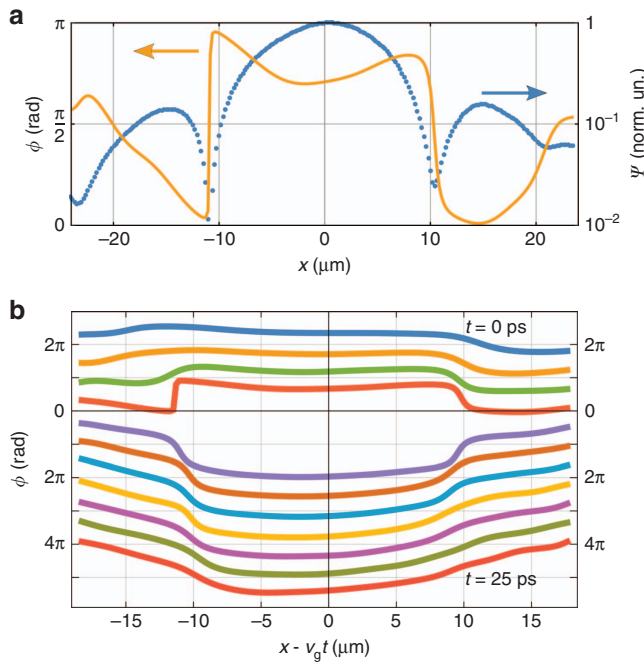 a
π
π
2
0
ϕ (rad)
1
10⁻¹
10⁻²
Ψ (norm. un.)
−20
−10
0
10
20
x (μm)
b
t = 0 ps
2π
0
2π
4π
ϕ (rad)
2π
0
2π
4π
t = 25 ps
−15
−10
−5
0
5
10
15
x - vgt (μm)